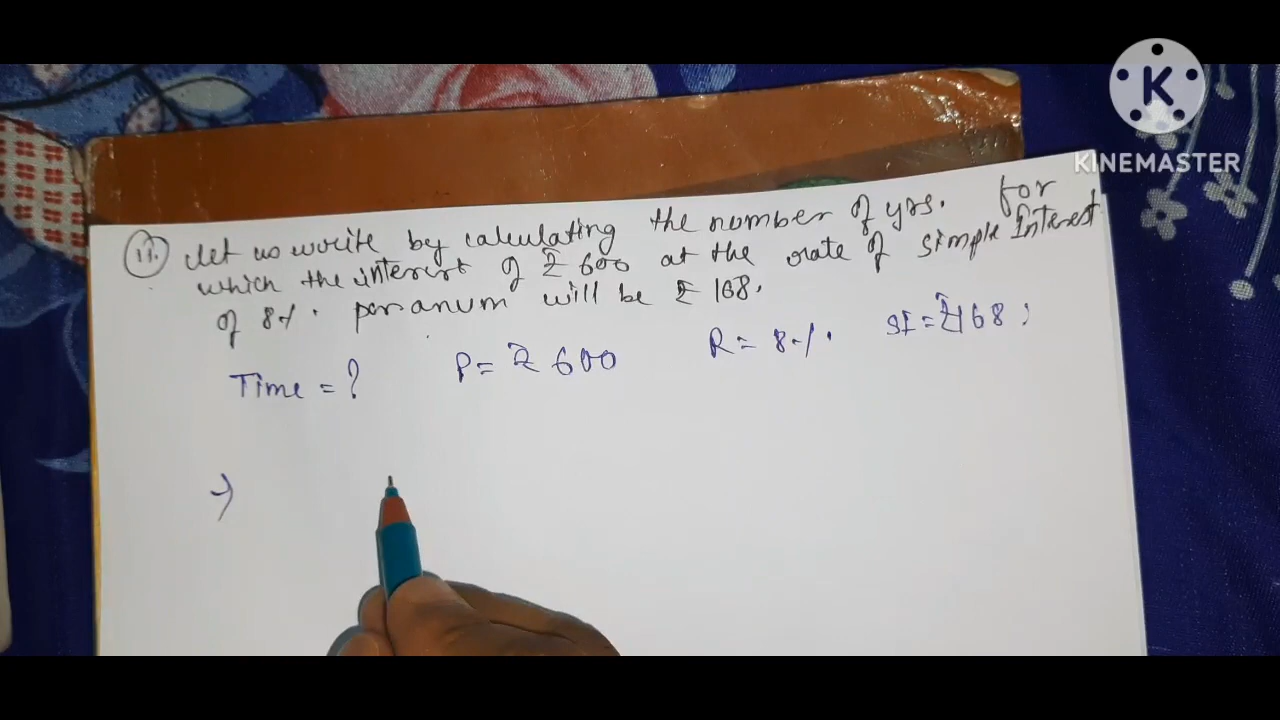 K
KINEMASTER
11. Let us write by calculating the number of yrs. for
which the interest of ₹ 600 at the rate of Simple Interest
of 8%. per anum will be ₹ 168.
Time = ? P = ₹ 600 R = 8%. SI = ₹168;
→